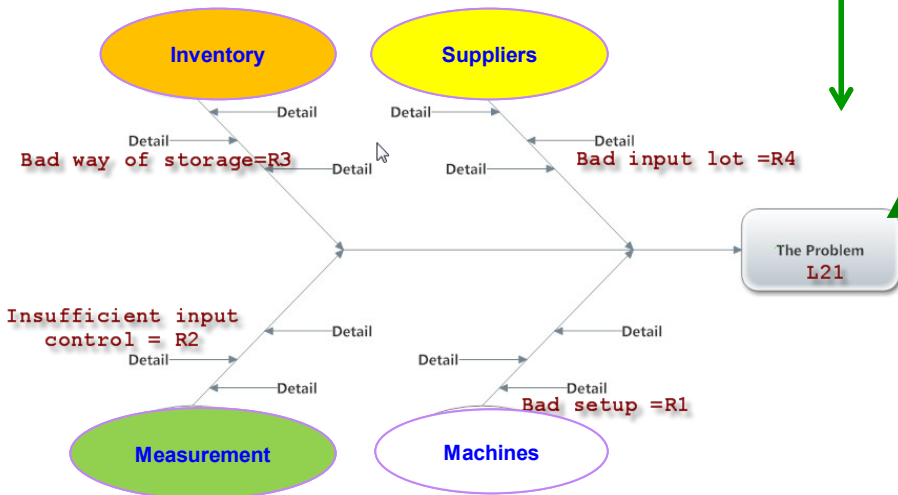 Inventory
Suppliers
Detail
Detail
Detail
Detail
Bad way of storage=R3
Detail
Detail
Bad input lot =R4
The Problem
L21
Insufficient input
control = R2
Detail
Detail
Detail
Detail
Detail
Detail
Bad setup =R1
Measurement
Machines